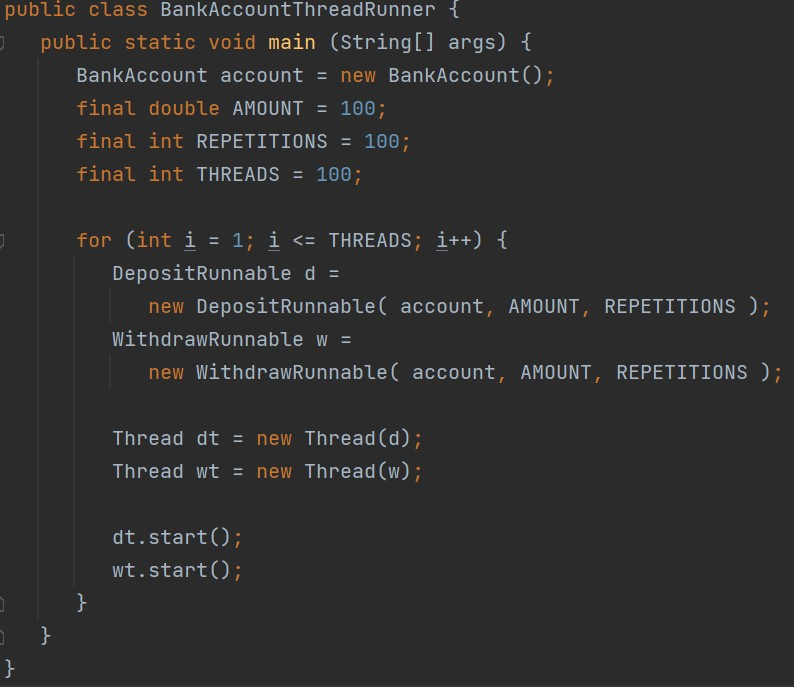 public class BankAccountThreadRunner {
public static void main (String[] args) {
BankAccount account = new BankAccount();
final double AMOUNT = 100;
final int REPETITIONS = 100;
final int THREADS = 100;
for (int i = 1; i <= THREADS; i++) {
DepositRunnable d =
new DepositRunnable( account, AMOUNT, REPETITIONS );
WithdrawRunnable w =
new WithdrawRunnable( account, AMOUNT, REPETITIONS );
Thread dt = new Thread(d);
Thread wt = new Thread(w);
dt.start();
wt.start();
}
}
}